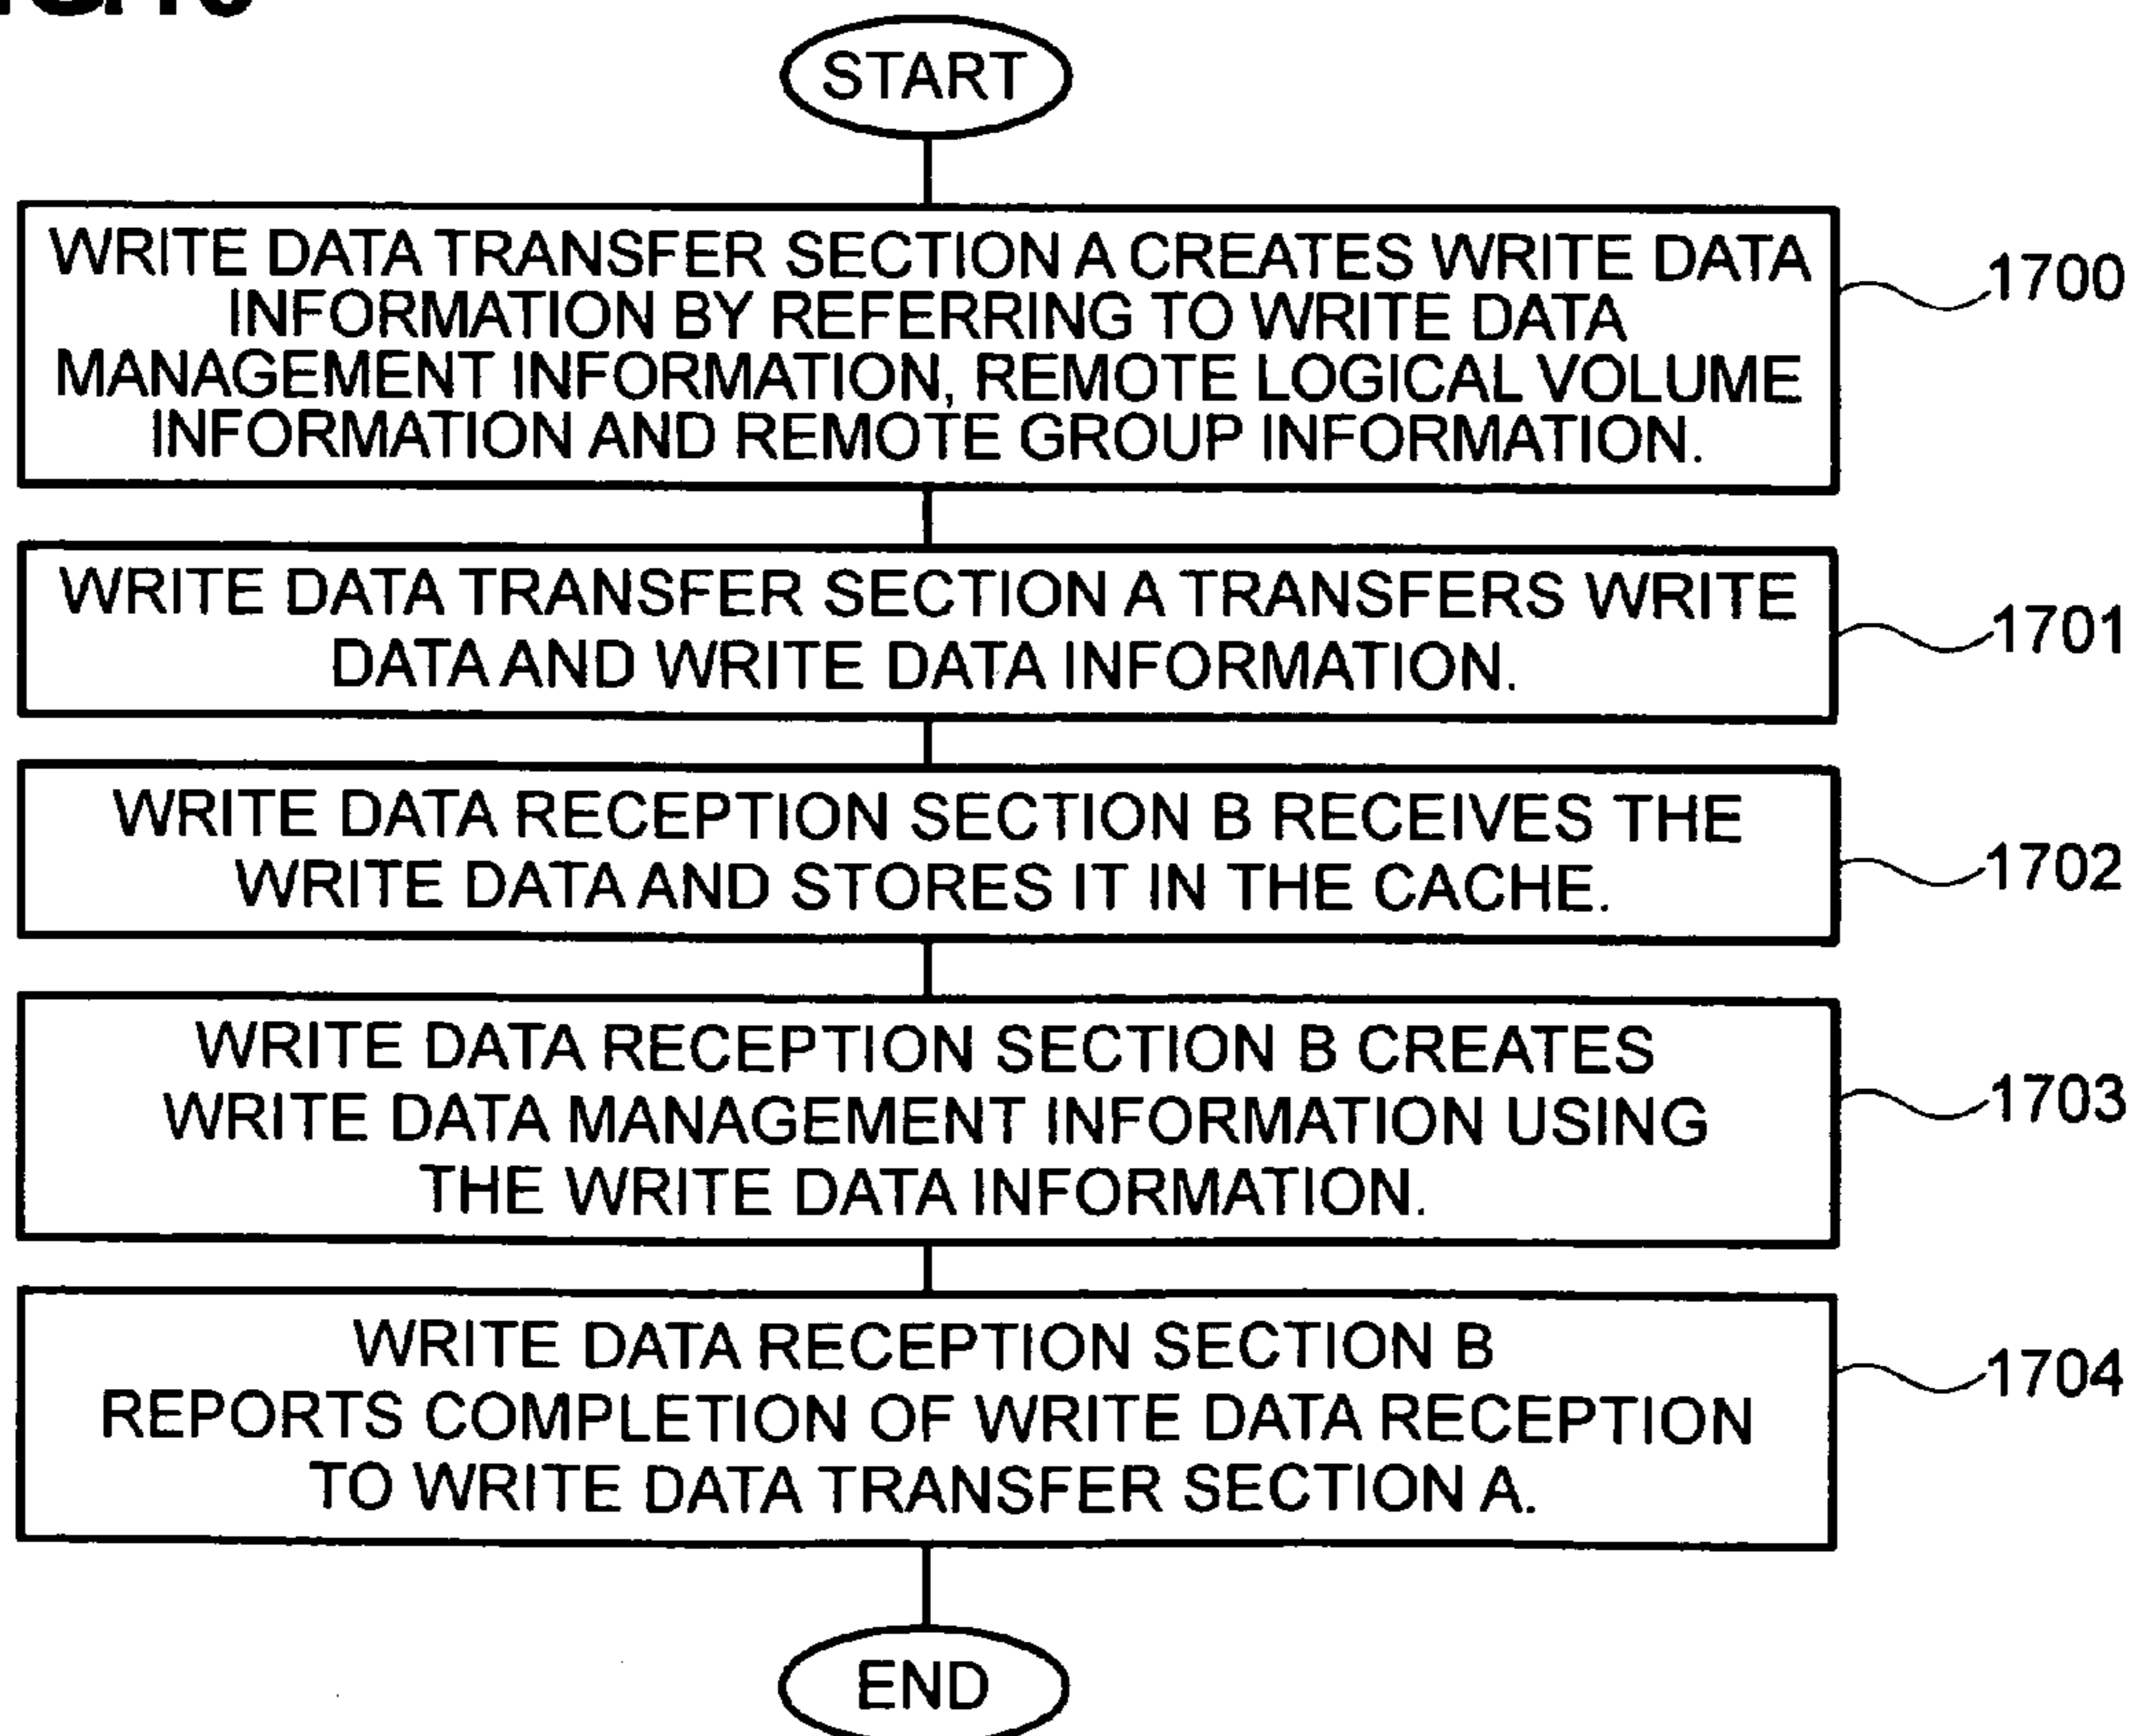 START
WRITE DATA TRANSFER SECTION A CREATES WRITE DATA
INFORMATION BY REFERRING TO WRITE DATA
MANAGEMENT INFORMATION, REMOTE LOGICAL VOLUME
INFORMATION AND REMOTE GROUP INFORMATION.
1700
WRITE DATA TRANSFER SECTION A TRANSFERS WRITE
DATA AND WRITE DATA INFORMATION.
1701
WRITE DATA RECEPTION SECTION B RECEIVES THE
WRITE DATA AND STORES IT IN THE CACHE.
1702
WRITE DATA RECEPTION SECTION B CREATES
WRITE DATA MANAGEMENT INFORMATION USING
THE WRITE DATA INFORMATION.
1703
WRITE DATA RECEPTION SECTION B
REPORTS COMPLETION OF WRITE DATA RECEPTION
TO WRITE DATA TRANSFER SECTION A.
1704
END